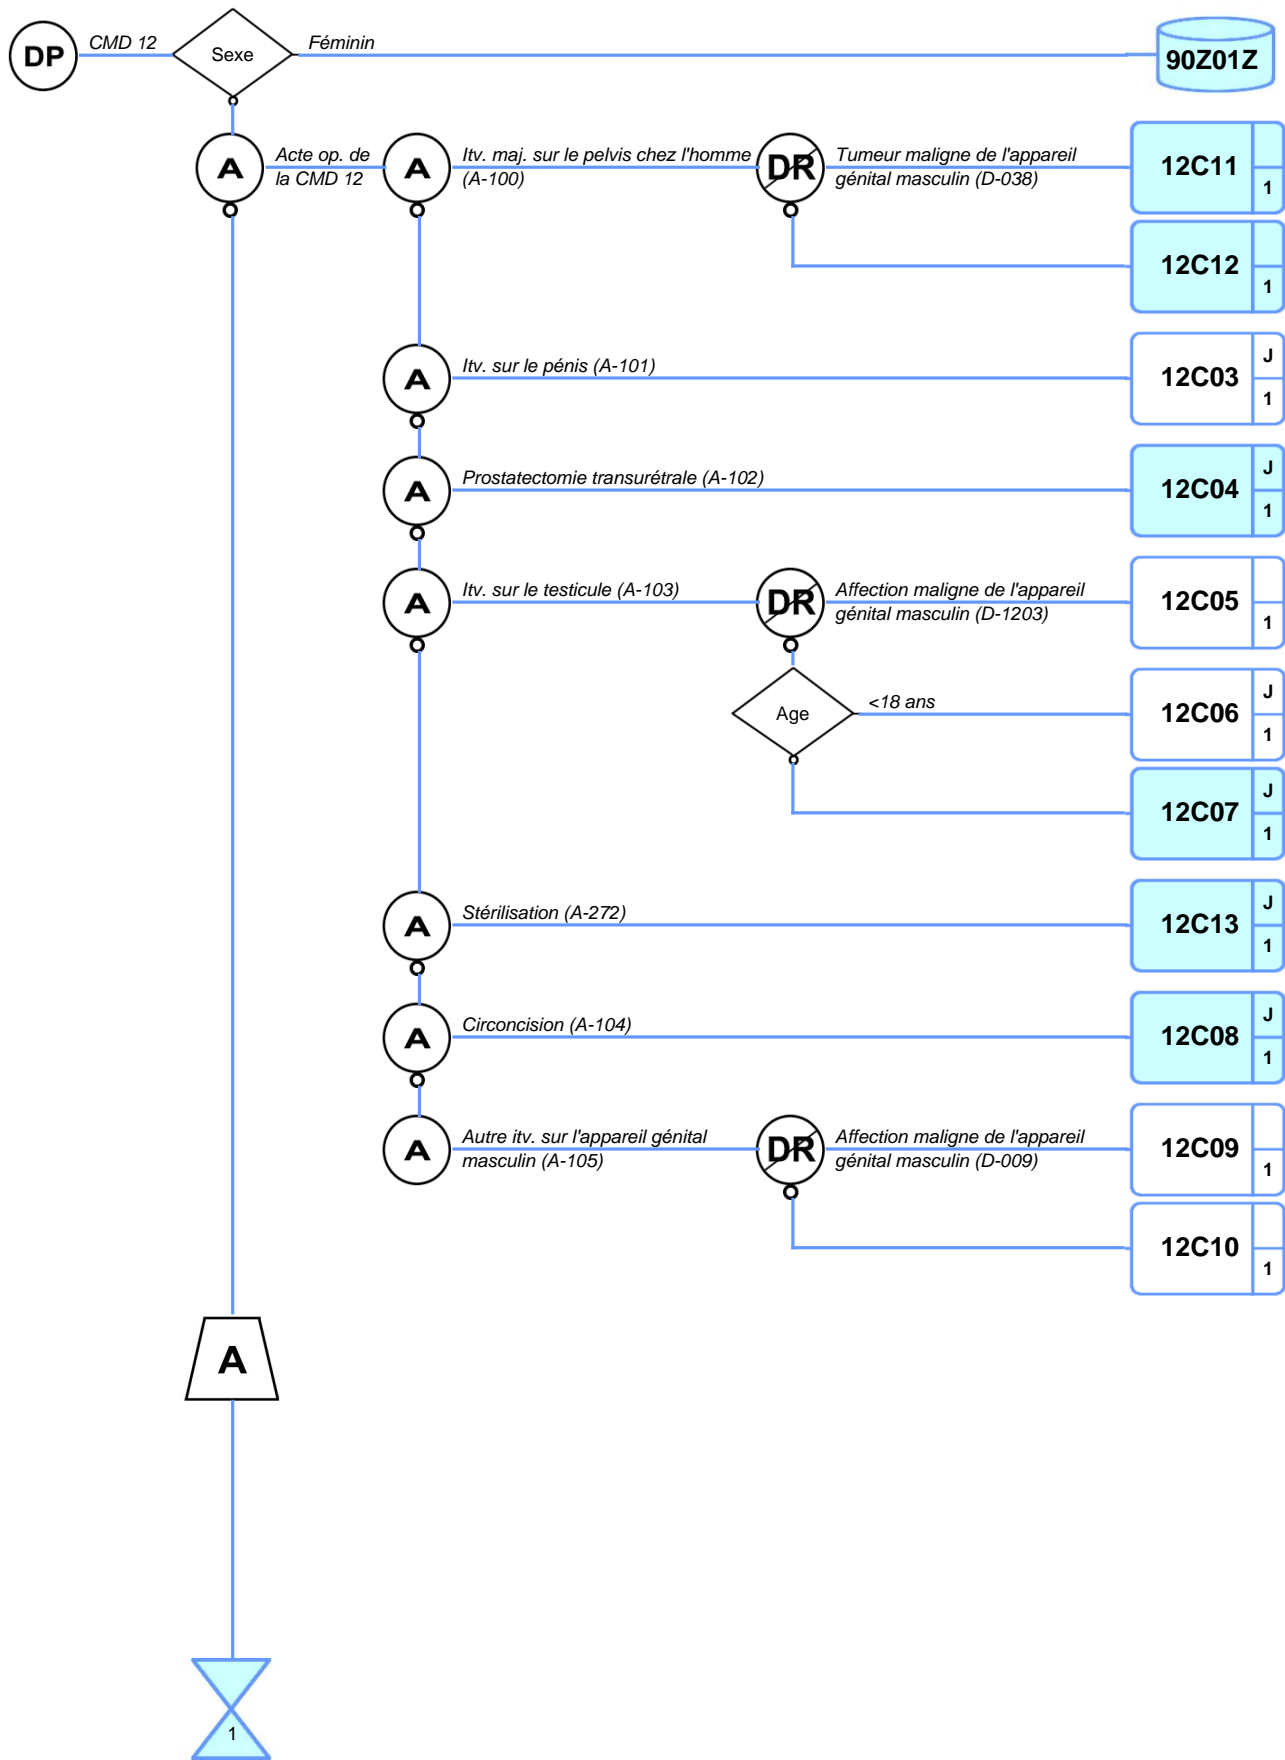 DP
CMD 12
Sexe
Féminin
90Z01Z
A
Acte op. de
la CMD 12
A
Itv. maj. sur le pelvis chez l'homme
(A-100)
DR
Tumeur maligne de l'appareil
génital masculin (D-038)
12C11
1
12C12
1
A
Itv. sur le pénis (A-101)
12C03
J
1
A
Prostatectomie transurétrale (A-102)
12C04
J
1
A
Itv. sur le testicule (A-103)
DR
Affection maligne de l'appareil
génital masculin (D-1203)
12C05
1
Age
<18 ans
12C06
J
1
12C07
J
1
A
Stérilisation (A-272)
12C13
J
1
A
Circoncision (A-104)
12C08
J
1
A
Autre itv. sur l'appareil génital
masculin (A-105)
DR
Affection maligne de l'appareil
génital masculin (D-009)
12C09
1
12C10
1
A
1